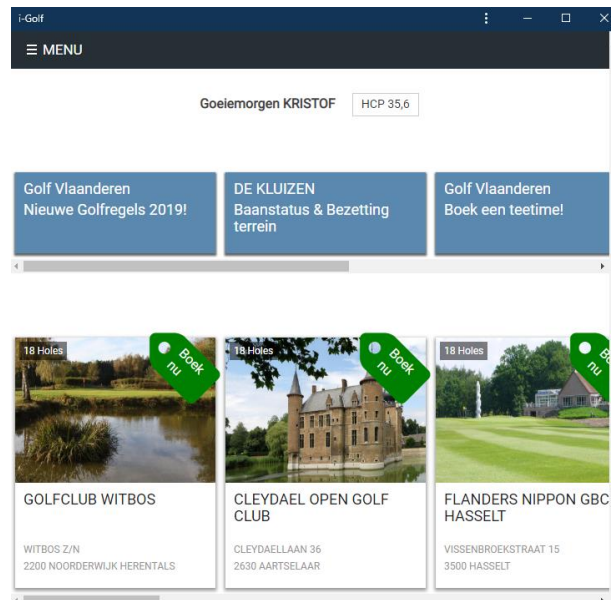 i-Golf
☰ MENU
Goeiemorgen KRISTOF HCP 35,6
Golf Vlaanderen
Nieuwe Golfregels 2019!
DE KLUIZEN
Baanstatus & Bezetting
terrein
Golf Vlaanderen
Boek een teetime!
18 Holes
Boek
nu
GOLFCLUB WITBOS
WITBOS Z/N
2200 NOORDERWIJK HERENTALS
18 Holes
Boek
nu
CLEYDAEL OPEN GOLF
CLUB
CLEYDAELLAAN 36
2630 AARTSELAAR
18 Holes
Bo
nu
FLANDERS NIPPON GBC
HASSELT
VISSENBROEKSTRAAT 15
3500 HASSELT